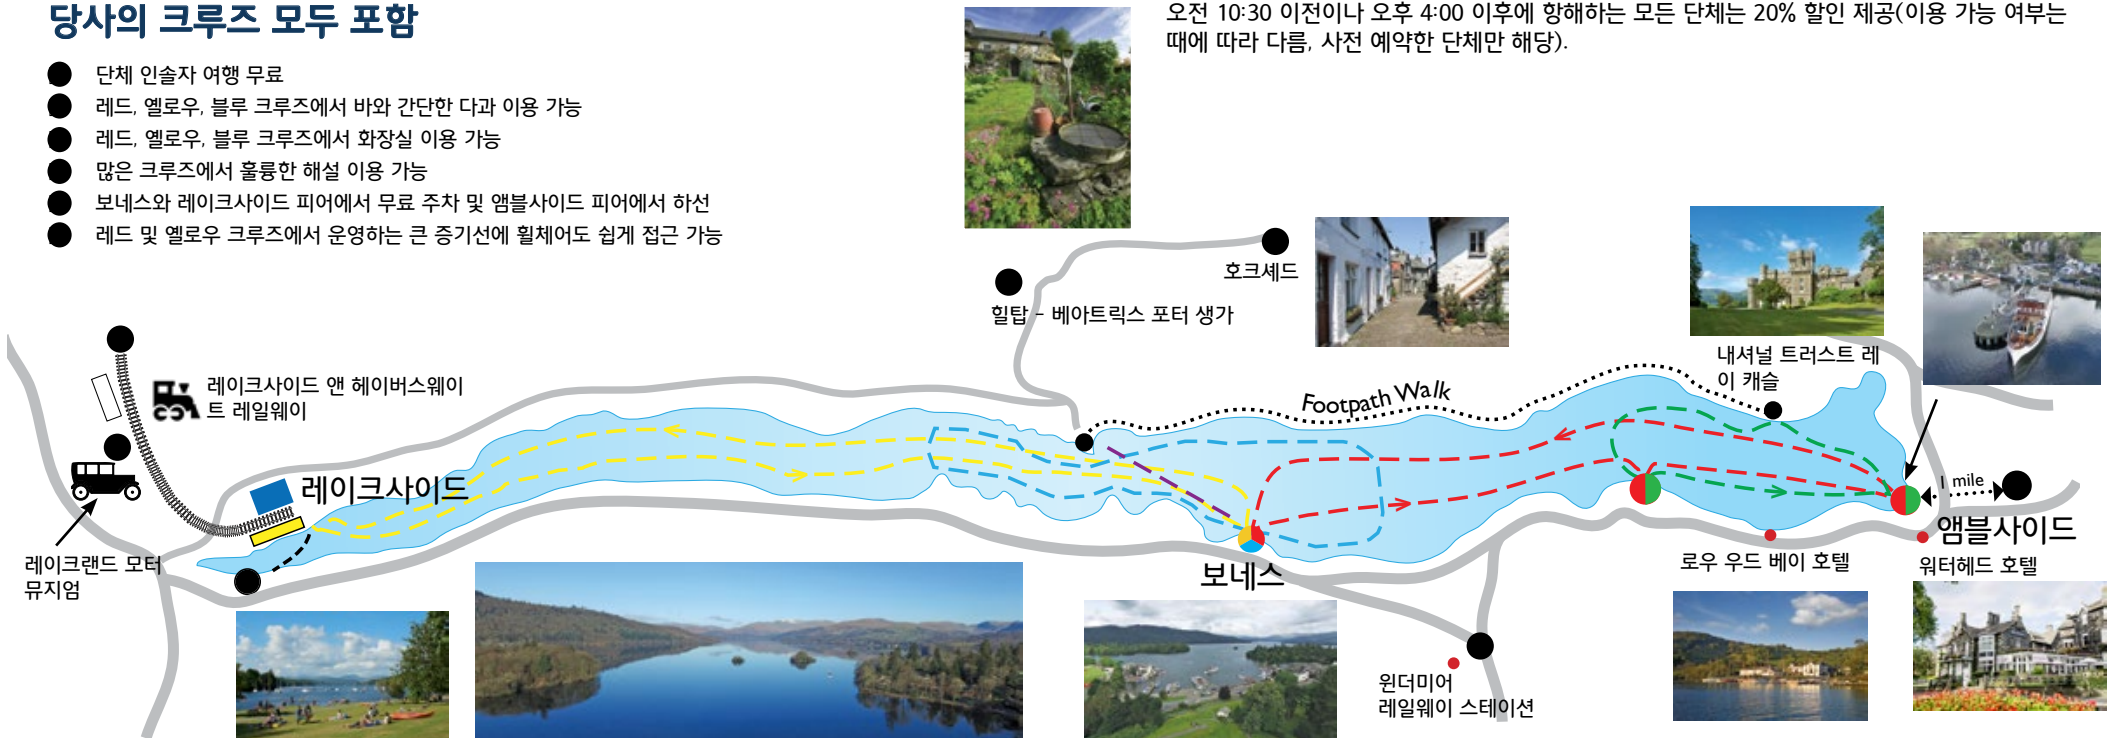 당사의 크루즈 모두 포함
단체 인솔자 여행 무료
레드, 옐로우, 블루 크루즈에서 바와 간단한 다과 이용 가능
레드, 옐로우, 블루 크루즈에서 화장실 이용 가능
많은 크루즈에서 훌륭한 해설 이용 가능
보네스와 레이크사이드 피어에서 무료 주차 및 앰블사이드 피어에서 하선
레드 및 옐로우 크루즈에서 운영하는 큰 증기선에 휠체어도 쉽게 접근 가능
오전 10:30 이전이나 오후 4:00 이후에 항해하는 모든 단체는 20% 할인 제공(이용 가능 여부는
때에 따라 다름, 사전 예약한 단체만 해당).
호크셰드
힐탑 - 베아트릭스 포터 생가
내셔널 트러스트 레
이 캐슬
레이크사이드 앤 헤이버스웨이
트 레일웨이
Footpath Walk
레이크사이드
1 mile
앰블사이드
레이크랜드 모터
뮤지엄
보네스
로우 우드 베이 호텔
워터헤드 호텔
윈더미어
레일웨이 스테이션